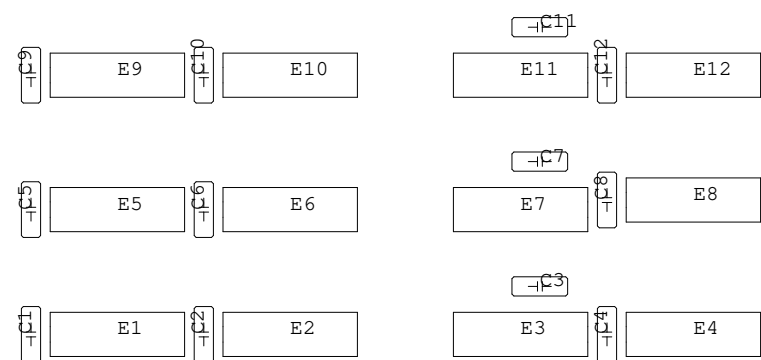 C11
C9 E9 C10 E10 E11 C12 E12
C7
C5 E5 C6 E6 E7 C8 E8
C3
C1 E1 C2 E2 E3 C4 E4